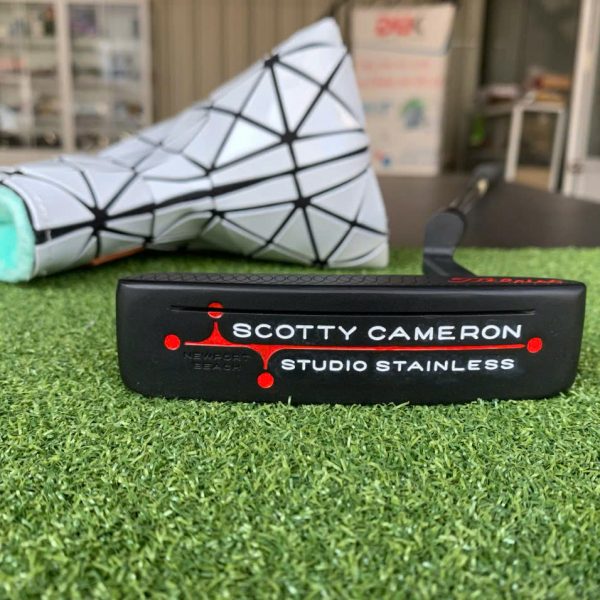 SCOTTY CAMERON
NEWPORT
BEACH
STUDIO STAINLESS